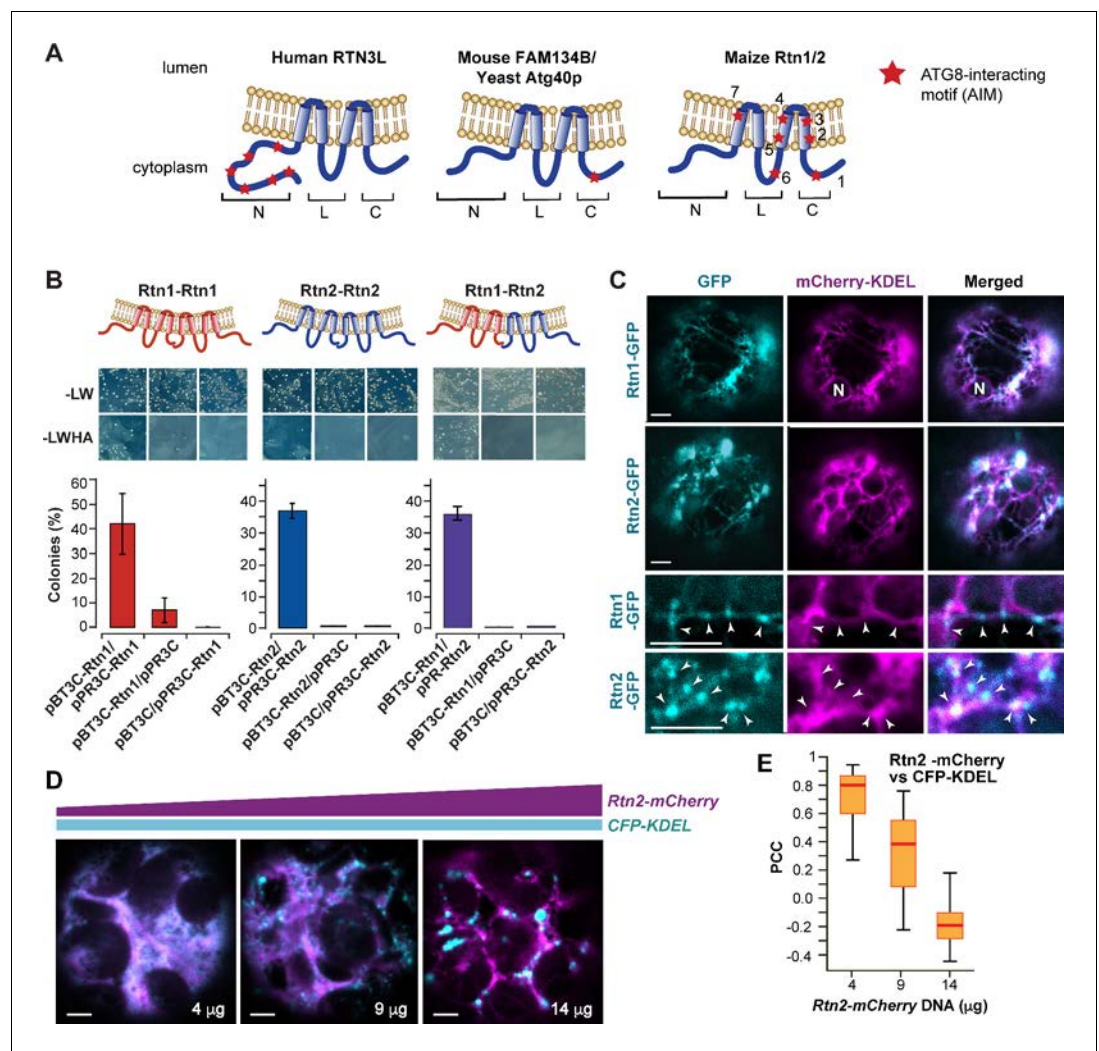 A
Human RTN3L
Mouse FAM134B/
Yeast Atg40p
Maize Rtn1/2
lumen
cytoplasm
ATG8-interacting
motif (AIM)
7
4
3
2
5
6
1
N
L
C
N
L
C
N
L
C
B
Rtn1-Rtn1
Rtn2-Rtn2
Rtn1-Rtn2
-LW
-LWHA
Colonies (%)
60
50
40
30
20
10
0
40
30
20
10
0
40
30
20
10
0
pBT3C-Rtn1/
pPR3C-Rtn1
pBT3C-Rtn1/pPR3C
pBT3C/pPR3C-Rtn1
pBT3C-Rtn2/
pPR3C-Rtn2
pBT3C-Rtn2/pPR3C
pBT3C/pPR3C-Rtn2
pBT3C-Rtn1/
pPR-Rtn2
pBT3C-Rtn1/pPR3C
pBT3C/pPR3C-Rtn2
C
GFP
mCherry-KDEL
Merged
Rtn1-GFP
N
N
Rtn2-GFP
Rtn1
-GFP
Rtn2
-GFP
D
Rtn2-mCherry
CFP-KDEL
4 μg
9 μg
14 μg
E
Rtn2 -mCherry
vs CFP-KDEL
PCC
1
0.8
0.6
0.4
0.2
0.0
-0.2
-0.4
4
9
14
Rtn2-mCherry DNA (μg)